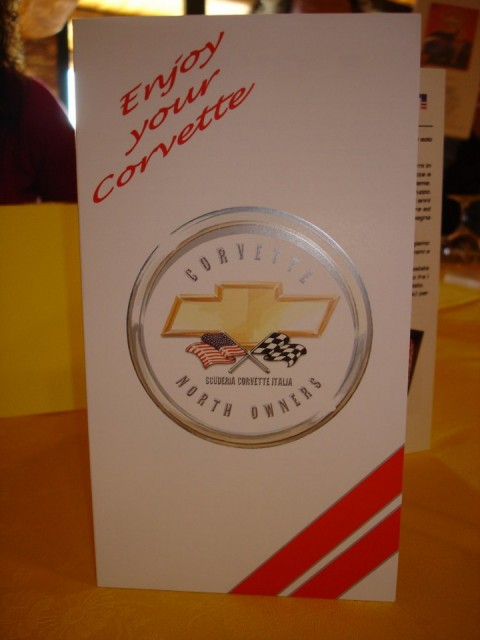 Enjoy
your
Corvette
CORVETTE
SCUDERIA CORVETTE ITALIA
NORTH OWNERS